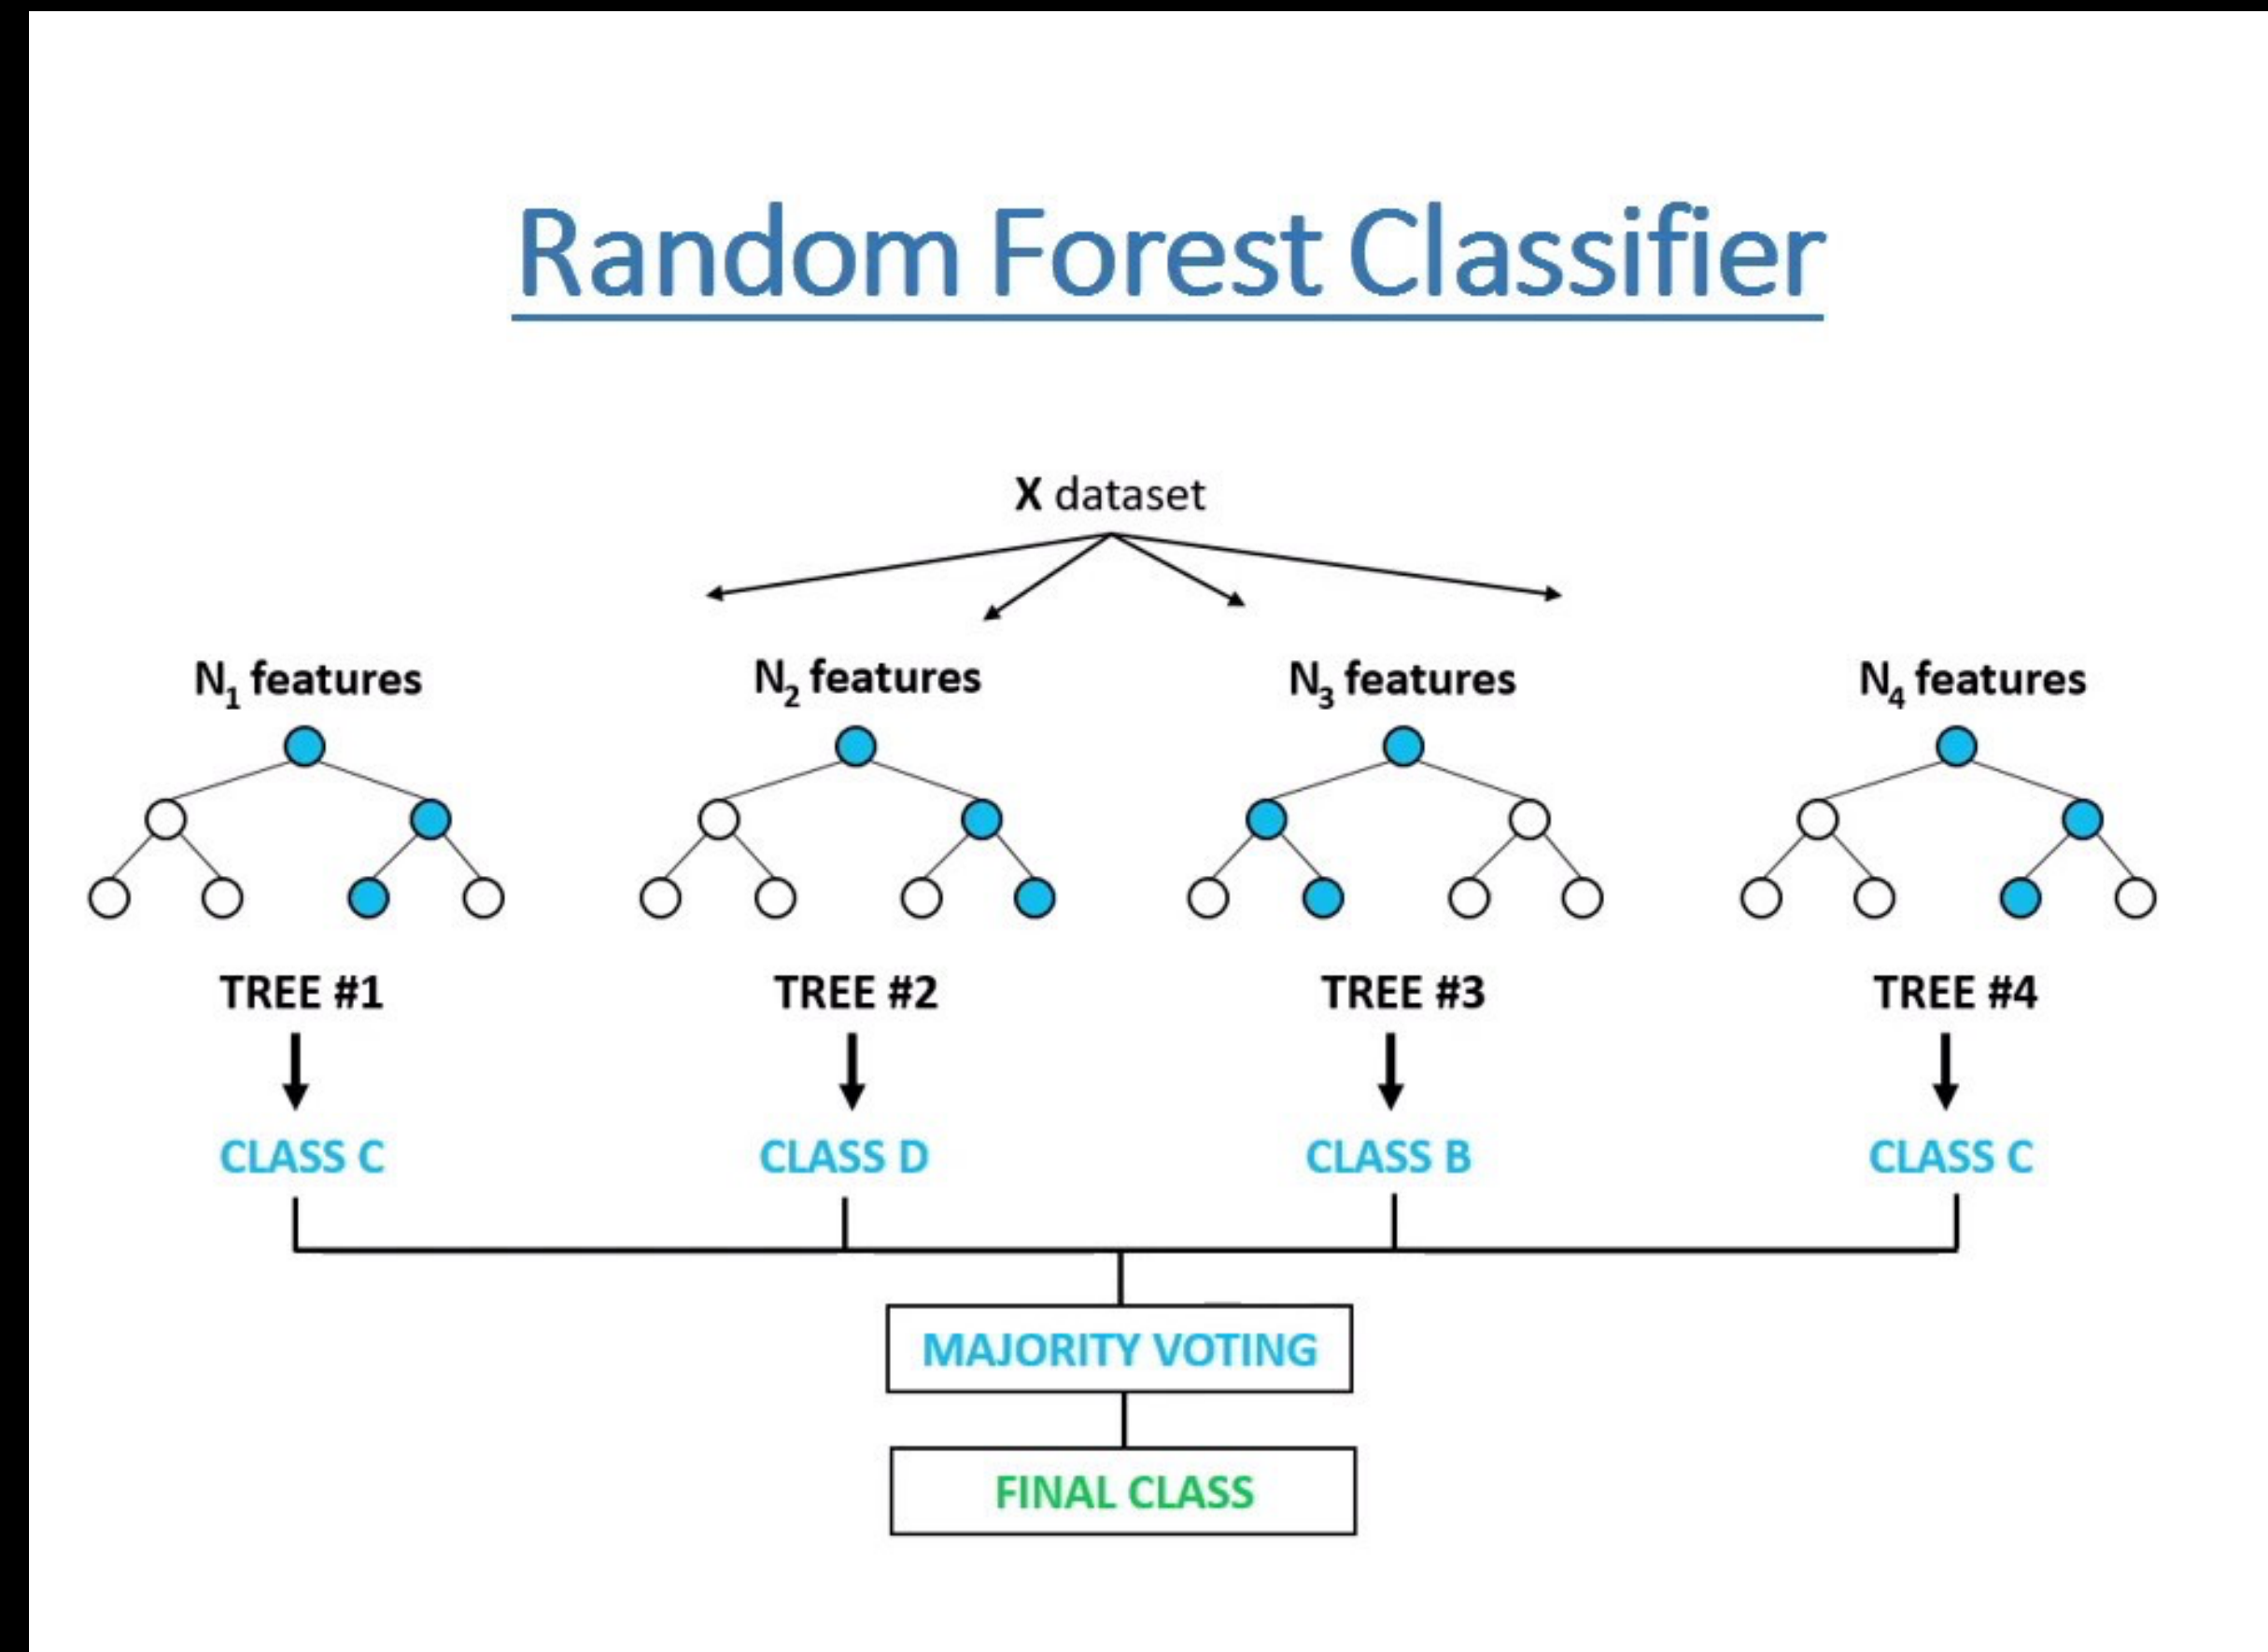 Random Forest Classifier
X dataset
N₁ features N₂ features N₃ features N₄ features
TREE #1 TREE #2 TREE #3 TREE #4
CLASS C CLASS D CLASS B CLASS C
MAJORITY VOTING
FINAL CLASS